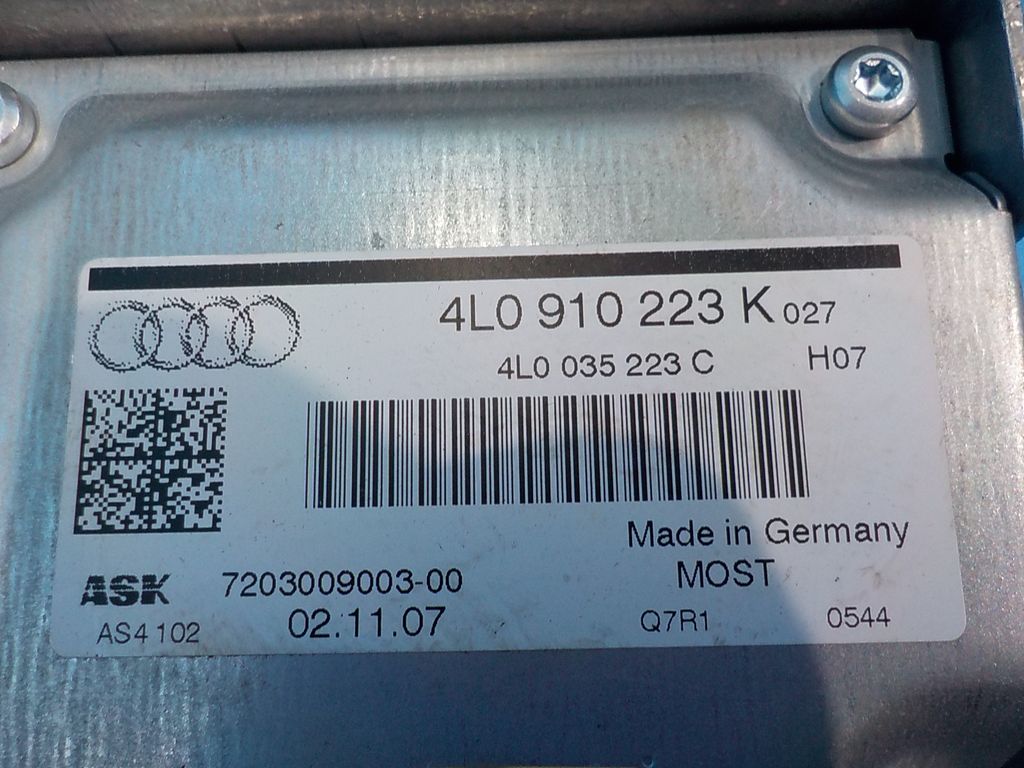 4L0 910 223 K 027
4L0 035 223 C H07
Made in Germany
ASK 7203009003-00 MOST
AS4 102 02.11.07 Q7R1 0544